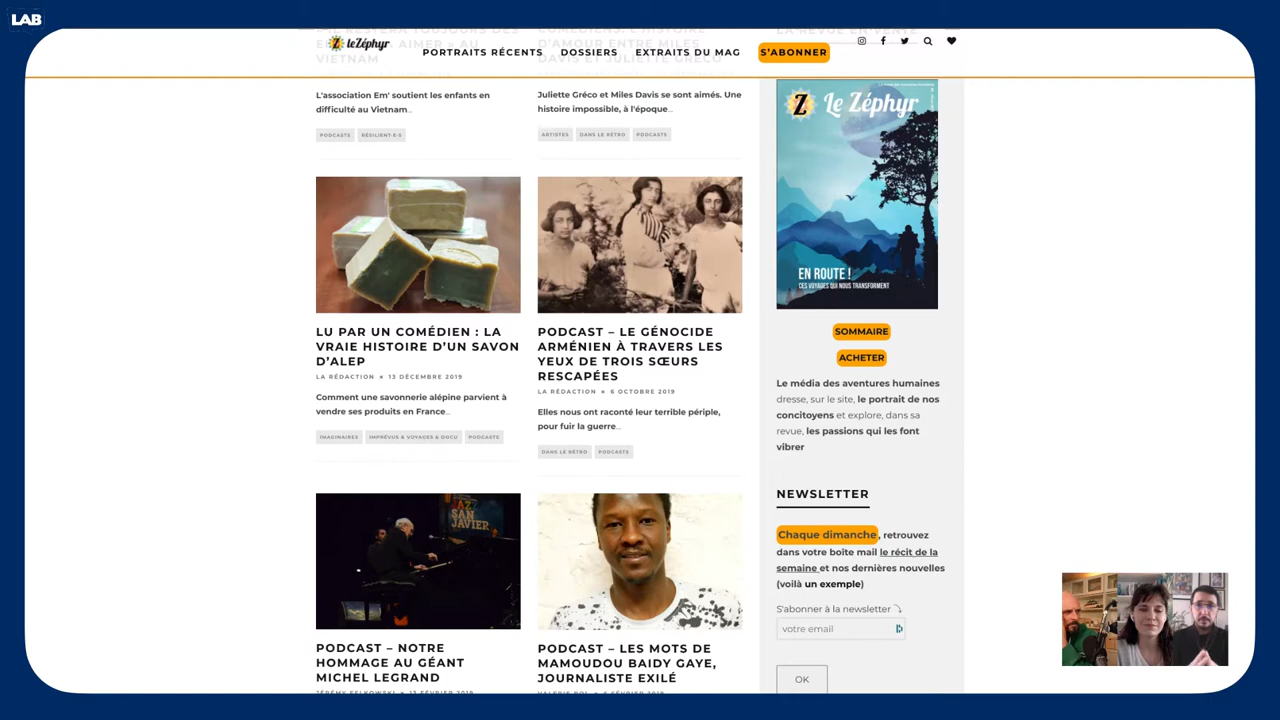 LAB
leZéphyr
PORTRAITS RÉCENTS
DOSSIERS
EXTRAITS DU MAG
S'ABONNER
VIETNAM
DAVIS ET JULIETTE GRÉCO
L'association Em' soutient les enfants en
difficulté au Vietnam...
PODCASTS
RÉSILIENT-E-S
Juliette Gréco et Miles Davis se sont aimés. Une
histoire impossible, à l'époque...
ARTISTES
DANS LE RÉTRO
PODCASTS
LU PAR UN COMÉDIEN : LA
VRAIE HISTOIRE D'UN SAVON
D'ALEP
LA RÉDACTION ★ 13 DÉCEMBRE 2019
Comment une savonnerie alépine parvient à
vendre ses produits en France...
IMAGINAIRES
IMPRÉVUS & VOYAGES & DOCU
PODCASTS
PODCAST – LE GÉNOCIDE
ARMÉNIEN À TRAVERS LES
YEUX DE TROIS SŒURS
RESCAPÉES
LA RÉDACTION ★ 6 OCTOBRE 2019
Elles nous ont raconté leur terrible périple,
pour fuir la guerre...
DANS LE RÉTRO
PODCASTS
SAN
JAVIER
PODCAST – NOTRE
HOMMAGE AU GÉANT
MICHEL LEGRAND
JÉRÉMY FELKOWSKI ★ 13 FÉVRIER 2019
PODCAST – LES MOTS DE
MAMOUDOU BAIDY GAYE,
JOURNALISTE EXILÉ
Z Le Zéphyr
EN ROUTE !
CES VOYAGES QUI NOUS TRANSFORMENT
SOMMAIRE
ACHETER
Le média des aventures humaines
dresse, sur le site, le portrait de nos
concitoyens et explore, dans sa
revue, les passions qui les font
vibrer
NEWSLETTER
Chaque dimanche, retrouvez
dans votre boîte mail le récit de la
semaine et nos dernières nouvelles
(voilà un exemple)
S'abonner à la newsletter
votre email
OK